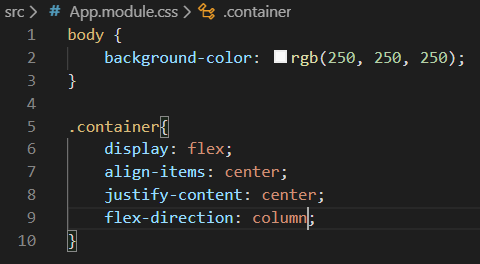 src > # App.module.css > .container
1 body {
2     background-color: rgb(250, 250, 250);
3 }
4
5 .container{
6     display: flex;
7     align-items: center;
8     justify-content: center;
9     flex-direction: column;
10 }